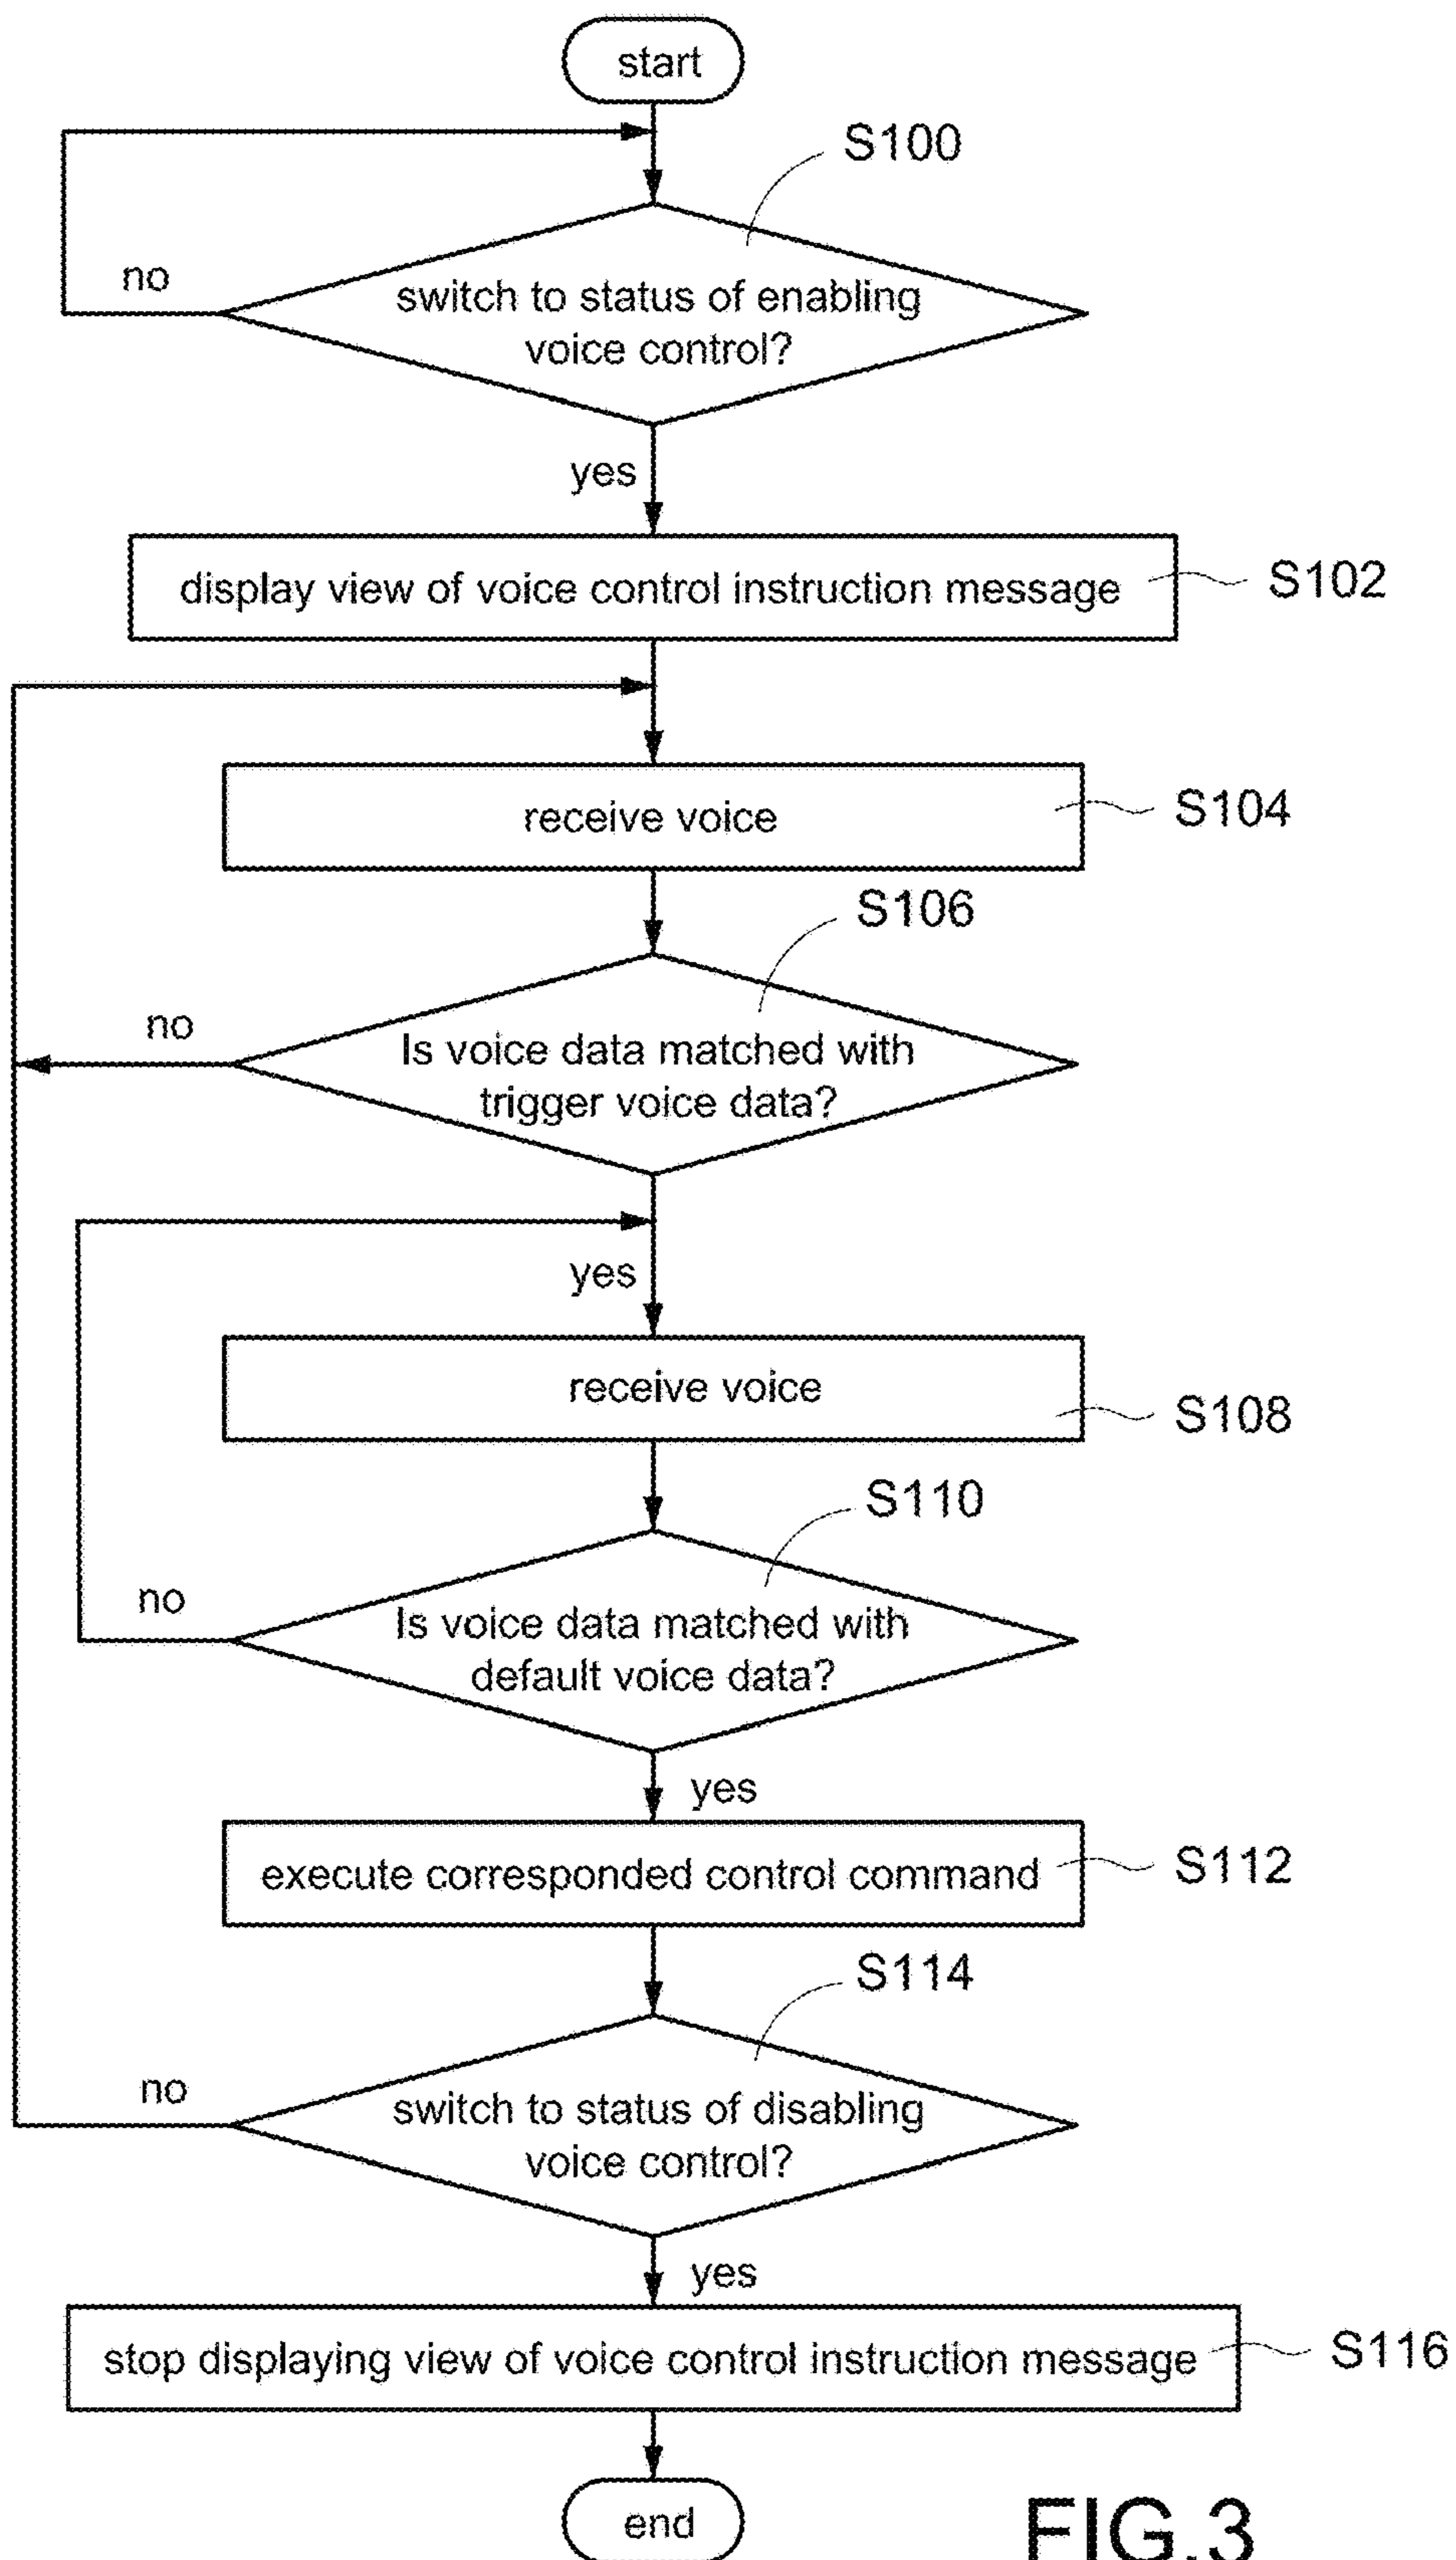 start
S100
no
switch to status of enabling
voice control?
yes
display view of voice control instruction message
S102
receive voice
S104
S106
no
Is voice data matched with
trigger voice data?
yes
receive voice
S108
S110
no
Is voice data matched with
default voice data?
yes
execute corresponded control command
S112
S114
no
switch to status of disabling
voice control?
yes
stop displaying view of voice control instruction message
S116
end
FIG.3